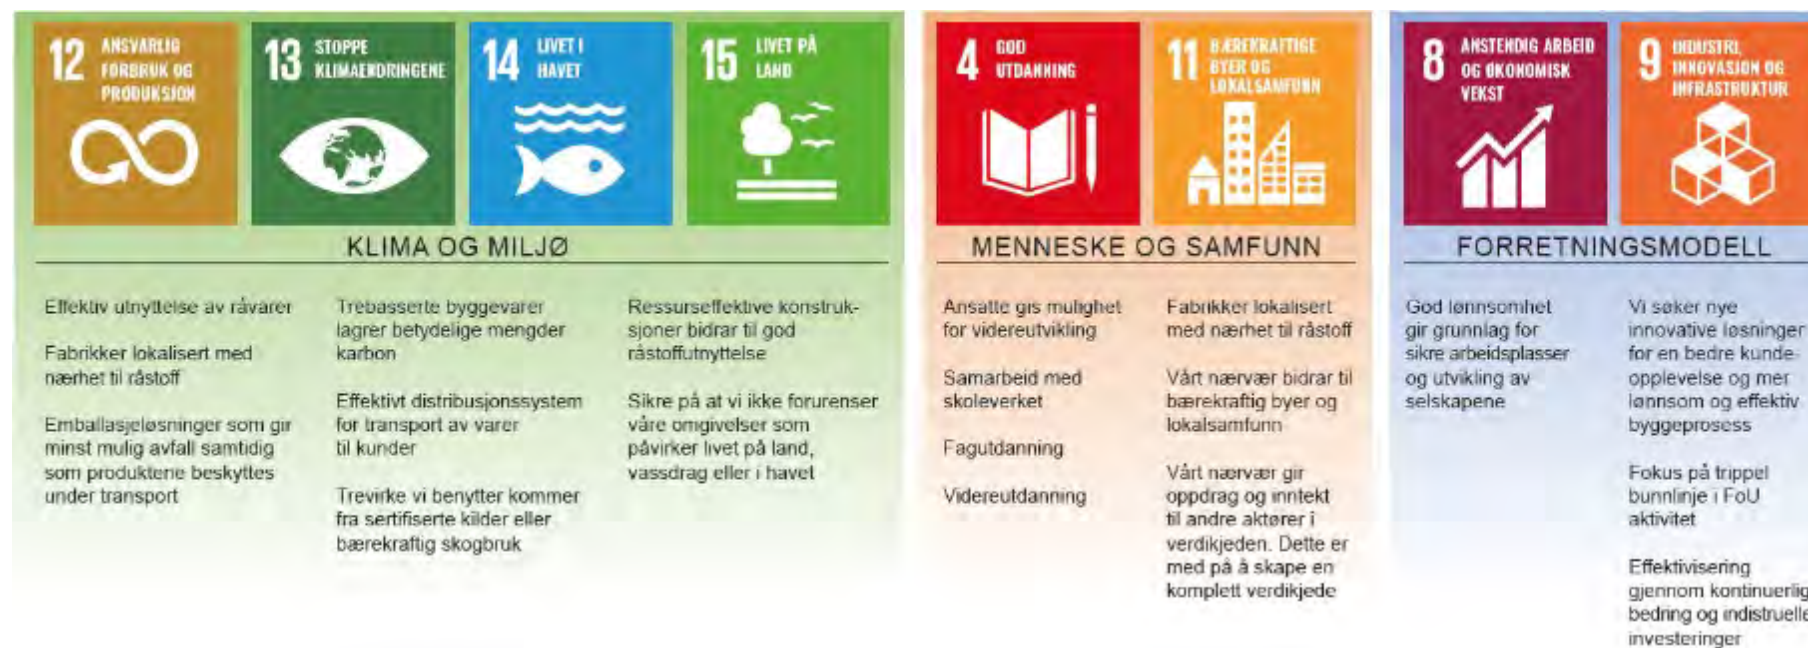 12 ANSVARLIG
FORBRUK OG
PRODUKSJON
13 STOPPE
KLIMAENDRINGENE
14 LIVET I
HAVET
15 LIVET PÅ
LAND
KLIMA OG MILJØ
Effektiv utnyttelse av råvarer
Fabrikker lokalisert med
nærhet til råstoff
Emballasjeløsninger som gir
minst mulig avfall samtidig
som produktene beskyttes
under transport
Trebasserte byggevarer
lagrer betydelige mengder
karbon
Effektivt distribusjonssystem
for transport av varer
til kunder
Trevirke vi benytter kommer
fra sertifiserte kilder eller
bærekraftig skogbruk
Ressurseffektive konstruk-
sjoner bidrar til god
råstoffutnyttelse
Sikre på at vi ikke forurenser
våre omgivelser som
påvirker livet på land,
vassdrag eller i havet
4 GOD
UTDANNING
11 BÆREKRAFTIGE
BYER OG
LOKALSAMFUNN
MENNESKE OG SAMFUNN
Ansatte gis mulighet
for videreutvikling
Samarbeid med
skoleverket
Fagutdanning
Videreutdanning
Fabrikker lokalisert
med nærhet til råstoff
Vårt nærvær bidrar til
bærekraftig byer og
lokalsamfunn
Vårt nærvær gir
oppdrag og inntekt
til andre aktører i
verdikjeden. Dette er
med på å skape en
komplett verdikjede
8 ANSTENDIG ARBEID
OG ØKONOMISK
VEKST
9 INDUSTRI,
INNOVASJON OG
INFRASTRUKTUR
FORRETNINGSMODELL
God lønnsomhet
gir grunnlag for
sikre arbeidsplasser
og utvikling av
selskapene
Vi søker nye
innovative løsninger
for en bedre kunde-
opplevelse og mer
lønnsom og effektiv
byggeprosess
Fokus på trippel
bunnlinje i FoU
aktivitet
Effektivisering
gjennom kontinuerlig
bedring og indistruelle
investeringer